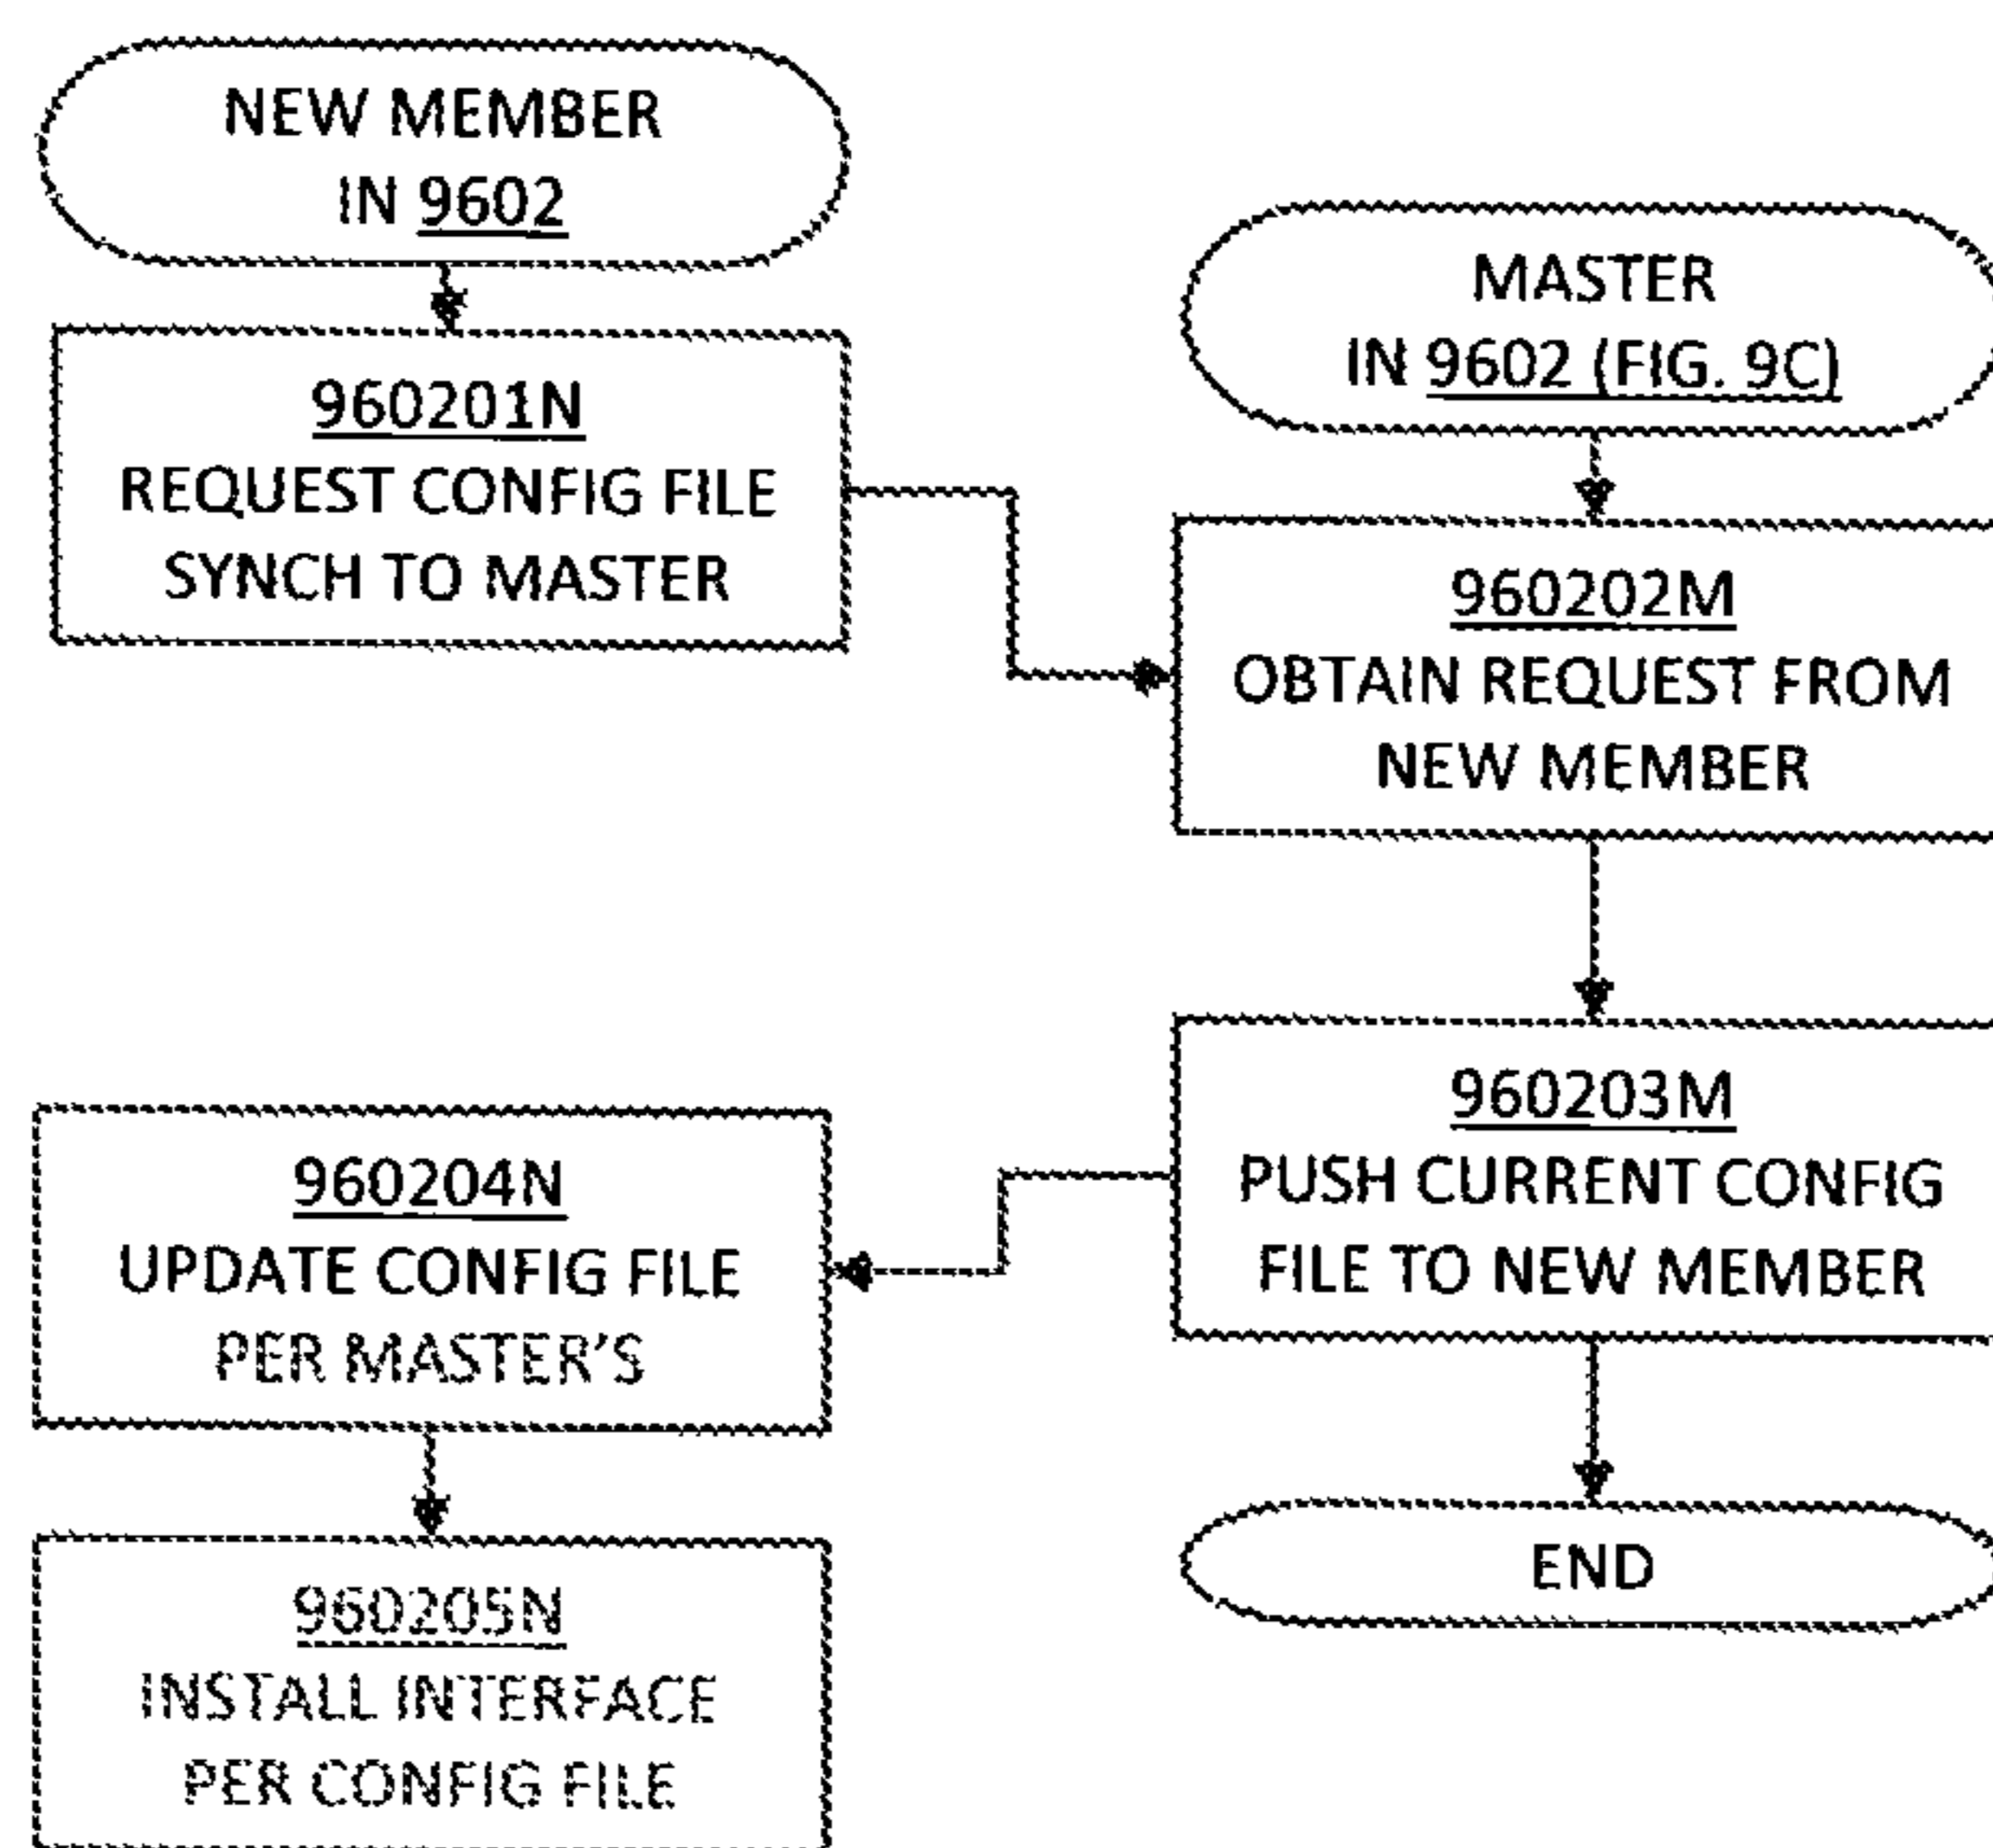 NEW MEMBER
IN 9602
960201N
REQUEST CONFIG FILE
SYNCH TO MASTER
MASTER
IN 9602 (FIG. 9C)
960202M
OBTAIN REQUEST FROM
NEW MEMBER
960203M
PUSH CURRENT CONFIG
FILE TO NEW MEMBER
960204N
UPDATE CONFIG FILE
PER MASTER'S
960205N
INSTALL INTERFACE
PER CONFIG FILE
END